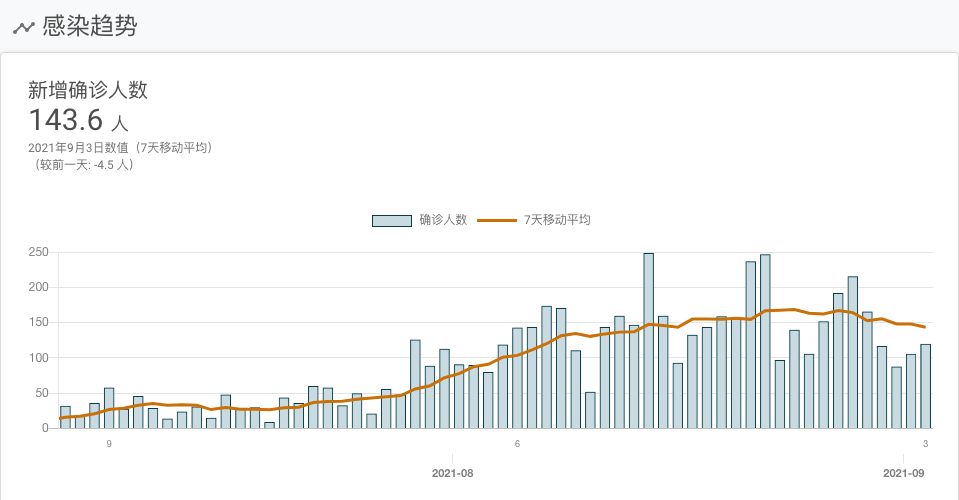 感染趋势
新增确诊人数
143.6 人
2021年9月3日数值（7天移动平均）
（较前一天: -4.5 人）
确诊人数 7天移动平均
250
200
150
100
50
0
9 6 3
2021-08 2021-09